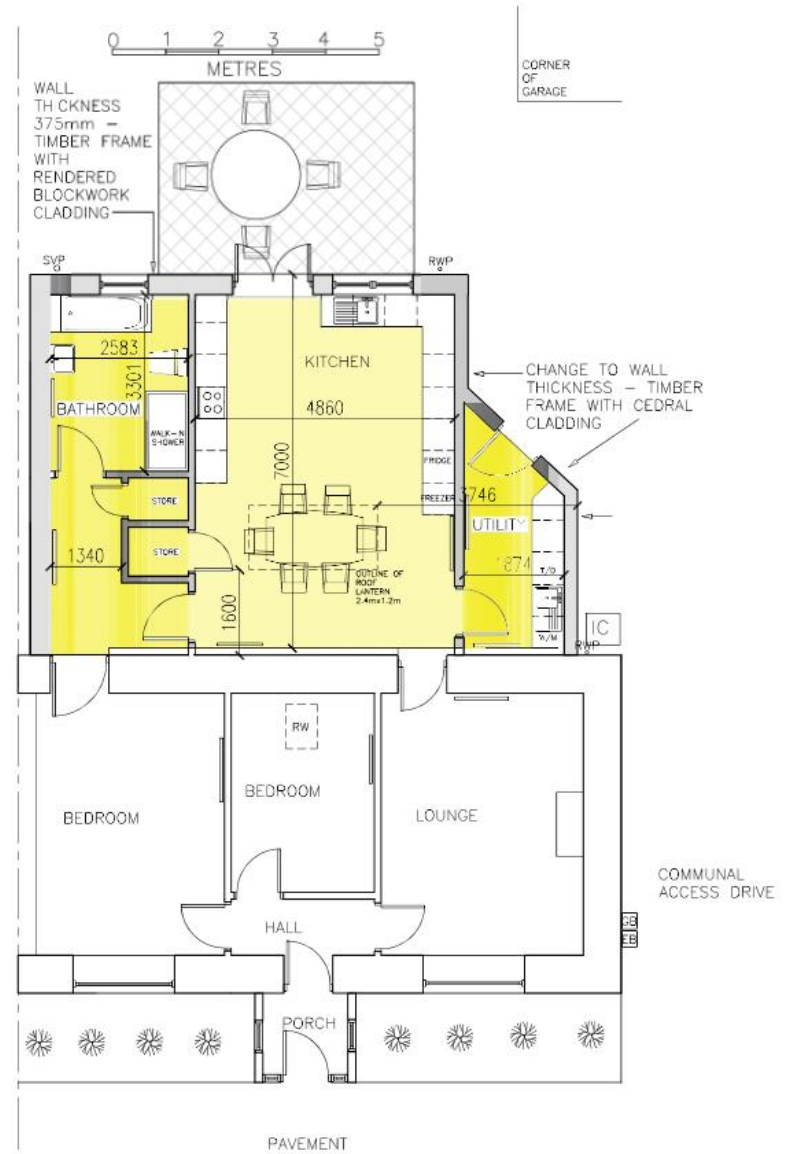 0 1 2 3 4 5
METRES
CORNER
OF
GARAGE
WALL
TH CKNESS
375mm –
TIMBER FRAME
WITH
RENDERED
BLOCKWORK
CLADDING
SVP
RWP
2583
3301
BATHROOM
WALK-N
SHOWER
KITCHEN
4860
7000
CHANGE TO WALL
THICKNESS – TIMBER
FRAME WITH CEDRAL
CLADDING
FRIDGE
FREEZER
3746
STORE
STORE
UTILITY
1340
1874
T/D
OUTLINE OF
ROOF
LANTERN
2.4mx1.2m
1600
W/M
IC
RWP
RW
BEDROOM
BEDROOM
LOUNGE
HALL
COMMUNAL
ACCESS DRIVE
GB
EB
PORCH
PAVEMENT